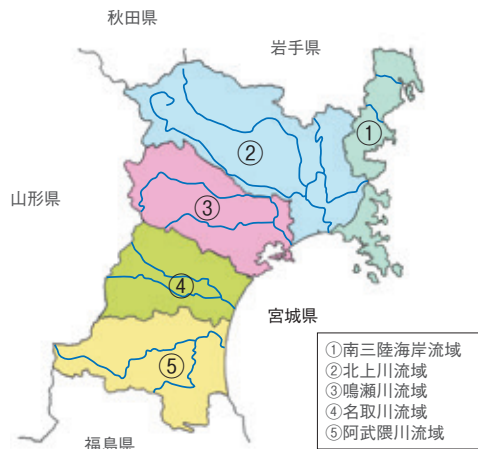 秋田県
岩手県
①
②
山形県
③
④
宮城県
⑤
①南三陸海岸流域
②北上川流域
③鳴瀬川流域
④名取川流域
⑤阿武隈川流域
福島県